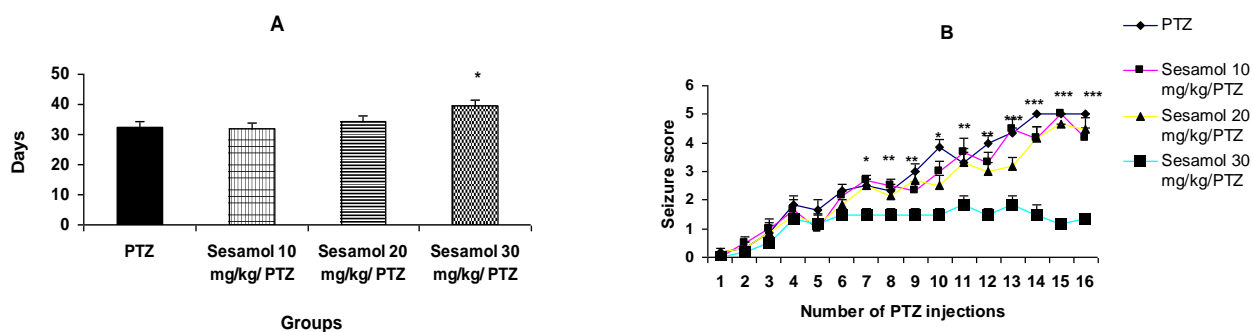 A
50
40
30
20
10
0
Days
*
PTZ
Sesamol 10
mg/kg/ PTZ
Sesamol 20
mg/kg/ PTZ
Sesamol 30
mg/kg/ PTZ
Groups
B
6
5
4
3
2
1
0
Seizure score
* ** ** * ** ** *** *** *** ***
1 2 3 4 5 6 7 8 9 10 11 12 13 14 15 16
Number of PTZ injections
PTZ
Sesamol 10
mg/kg/PTZ
Sesamol 20
mg/kg/PTZ
Sesamol 30
mg/kg/PTZ